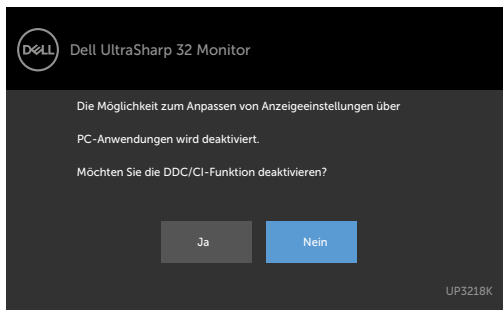 DELL
Dell UltraSharp 32 Monitor
Die Möglichkeit zum Anpassen von Anzeigeeinstellungen über
PC-Anwendungen wird deaktiviert.
Möchten Sie die DDC/CI-Funktion deaktivieren?
Ja
Nein
UP3218K